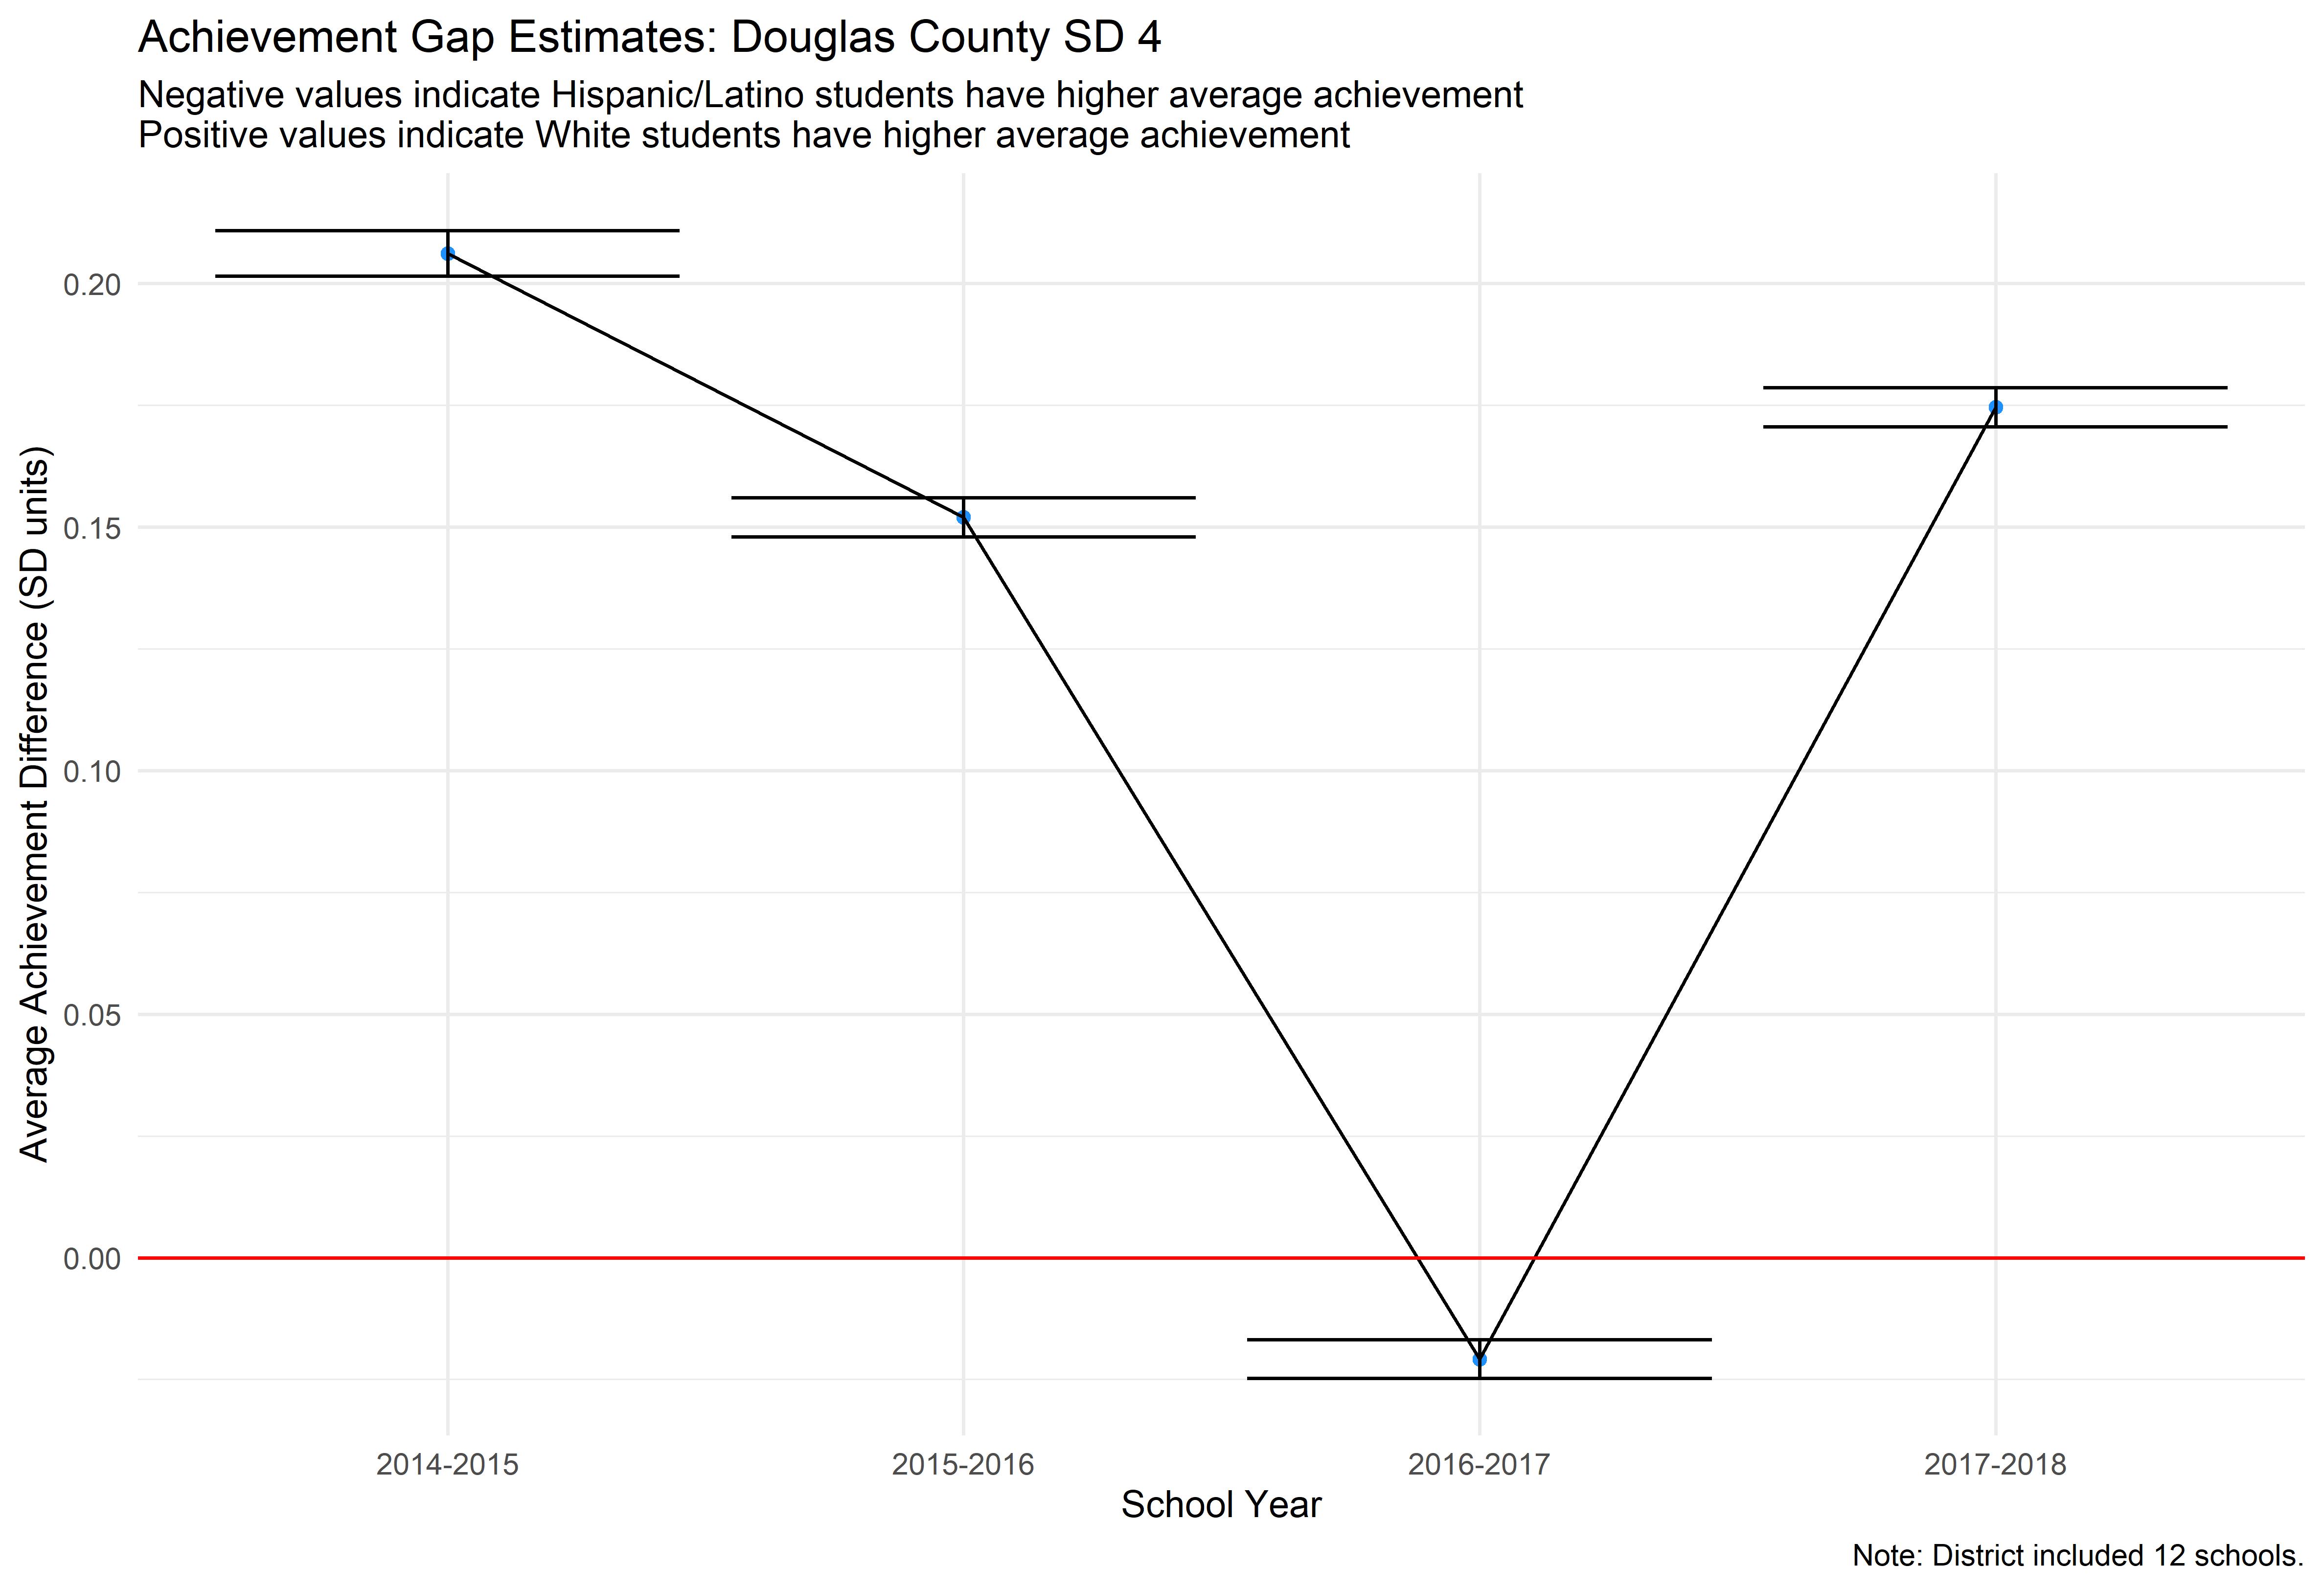 Achievement Gap Estimates: Douglas County SD 4
Negative values indicate Hispanic/Latino students have higher average achievement
Positive values indicate White students have higher average achievement
Average Achievement Difference (SD units)
0.20
0.15
0.10
0.05
0.00
2014-2015
2015-2016
2016-2017
2017-2018
School Year
Note: District included 12 schools.